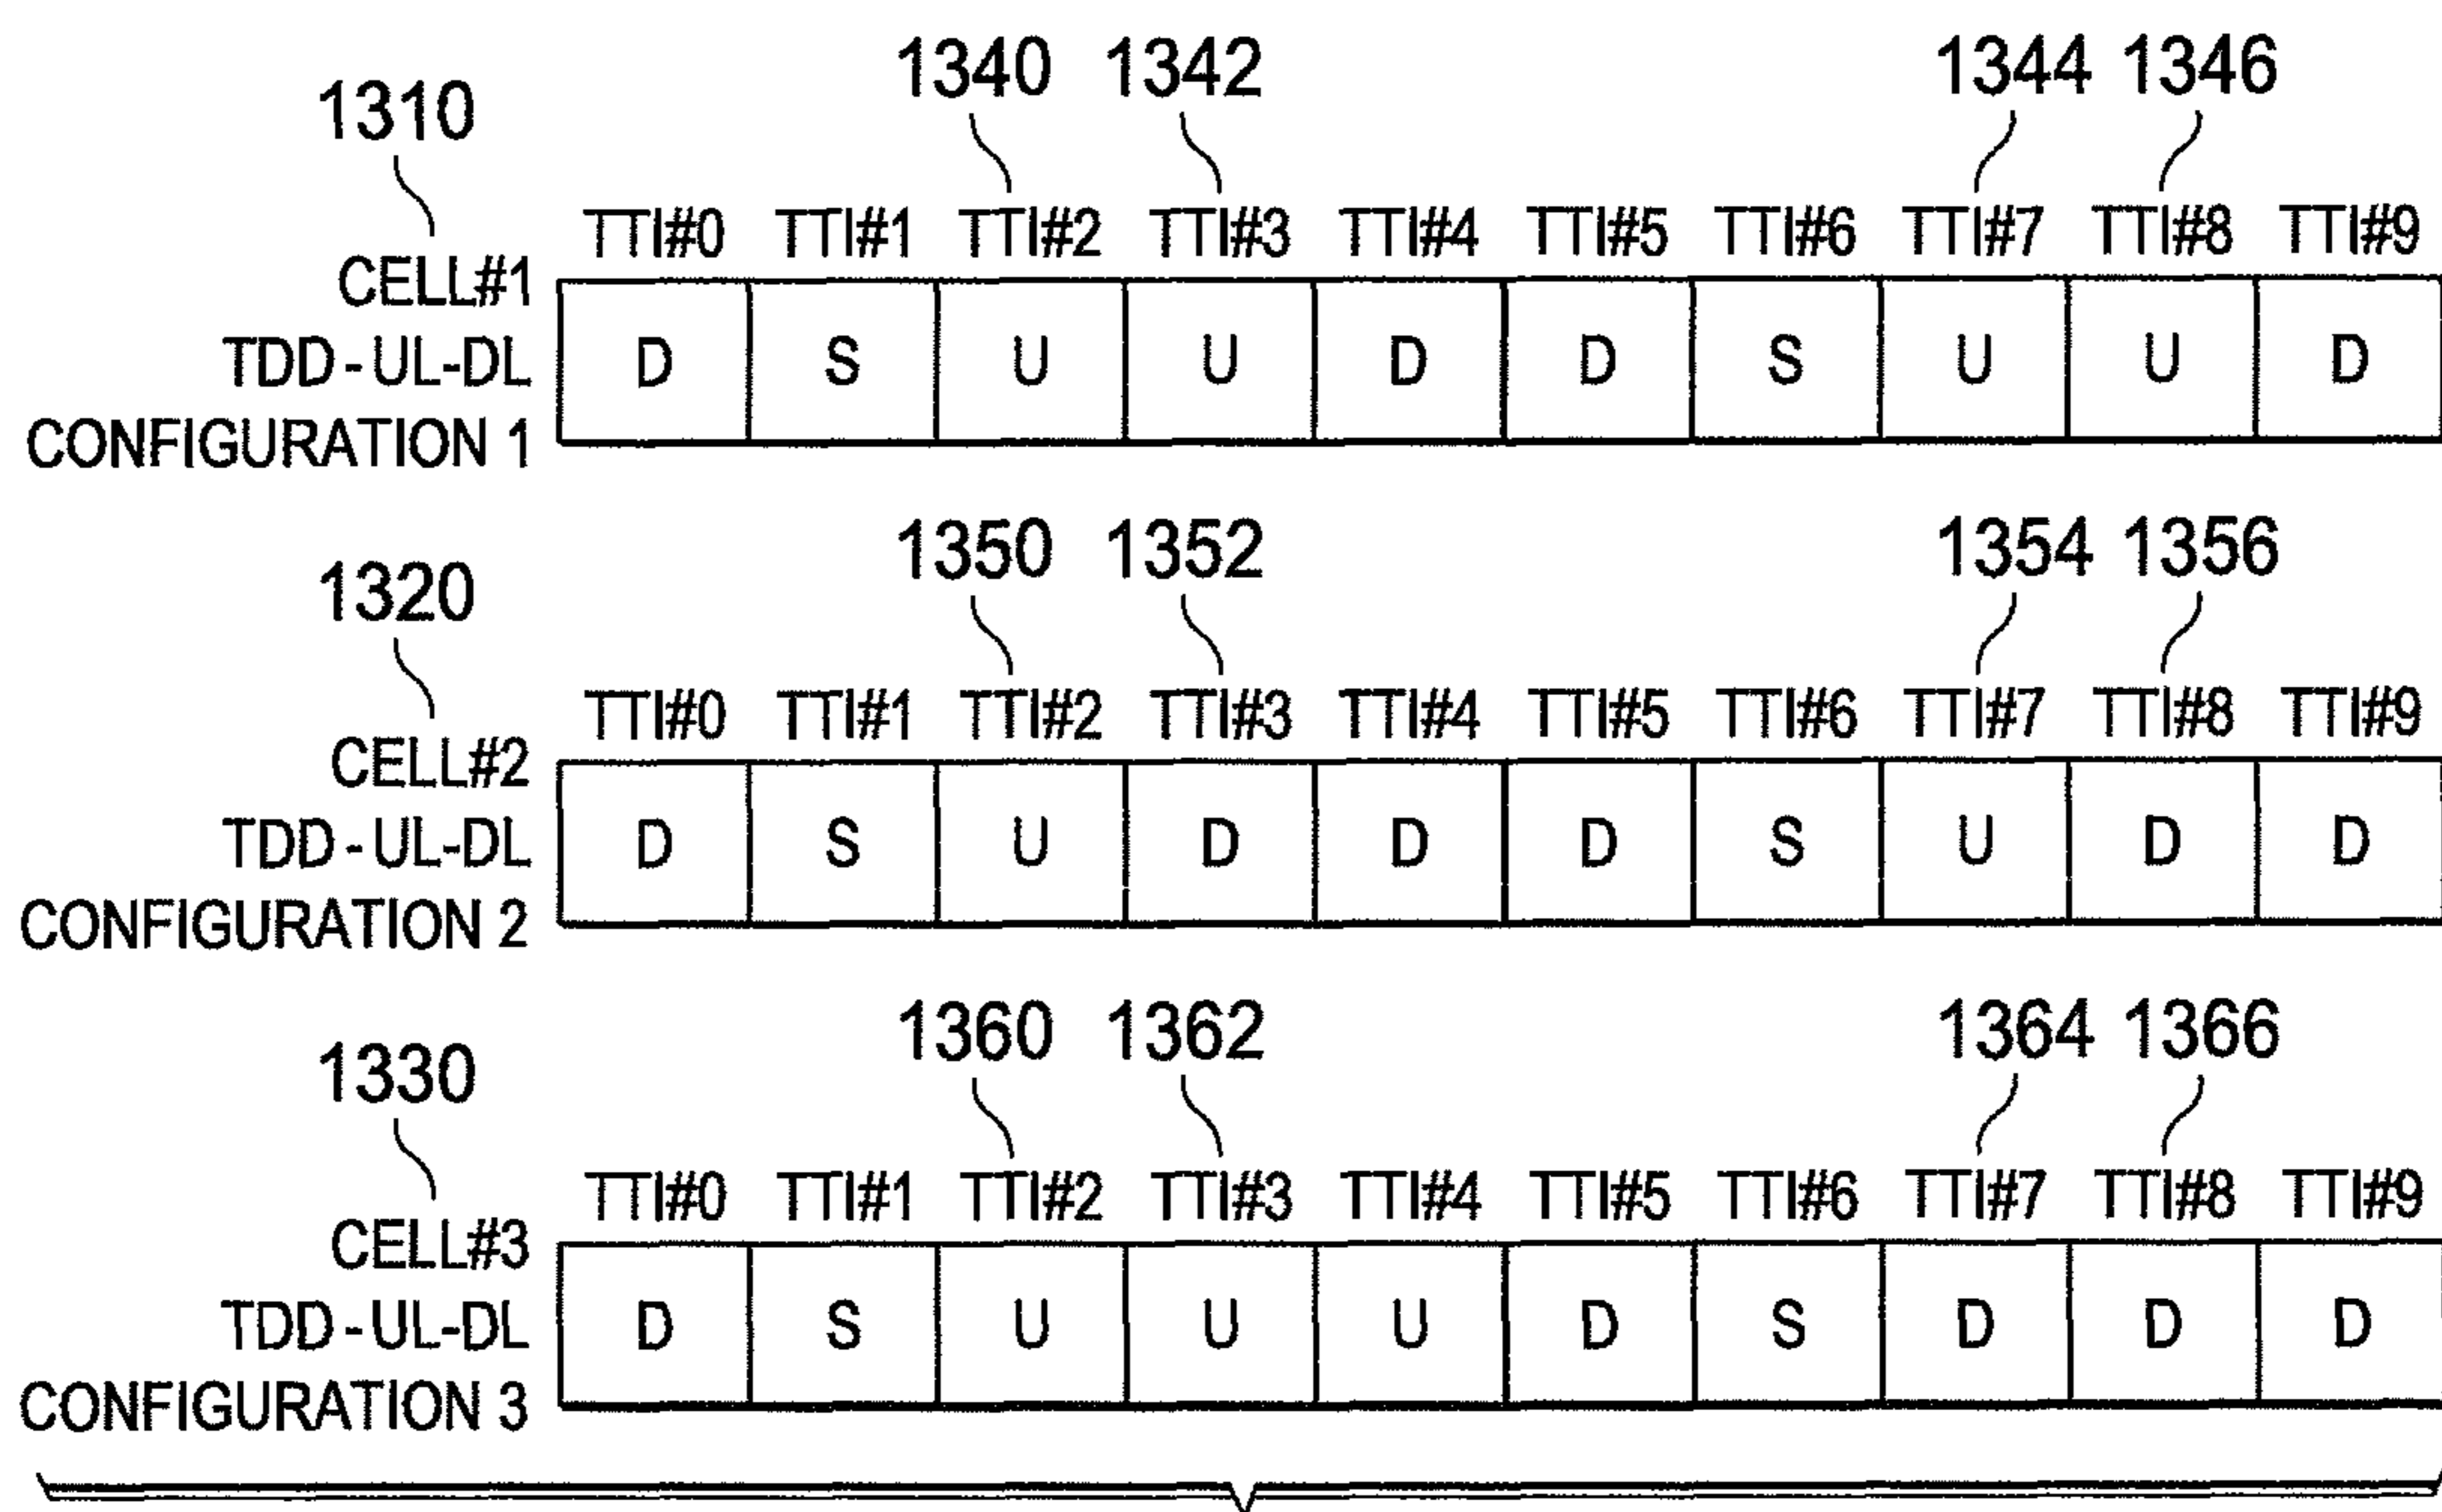 1340 1342 1344 1346
1310
TTI#0 TTI#1 TTI#2 TTI#3 TTI#4 TTI#5 TTI#6 TTI#7 TTI#8 TTI#9
CELL#1
TDD-UL-DL
CONFIGURATION 1
D S U U D D S U U D
1350 1352 1354 1356
1320
TTI#0 TTI#1 TTI#2 TTI#3 TTI#4 TTI#5 TTI#6 TTI#7 TTI#8 TTI#9
CELL#2
TDD-UL-DL
CONFIGURATION 2
D S U D D D S U D D
1360 1362 1364 1366
1330
TTI#0 TTI#1 TTI#2 TTI#3 TTI#4 TTI#5 TTI#6 TTI#7 TTI#8 TTI#9
CELL#3
TDD-UL-DL
CONFIGURATION 3
D S U U U D S D D D